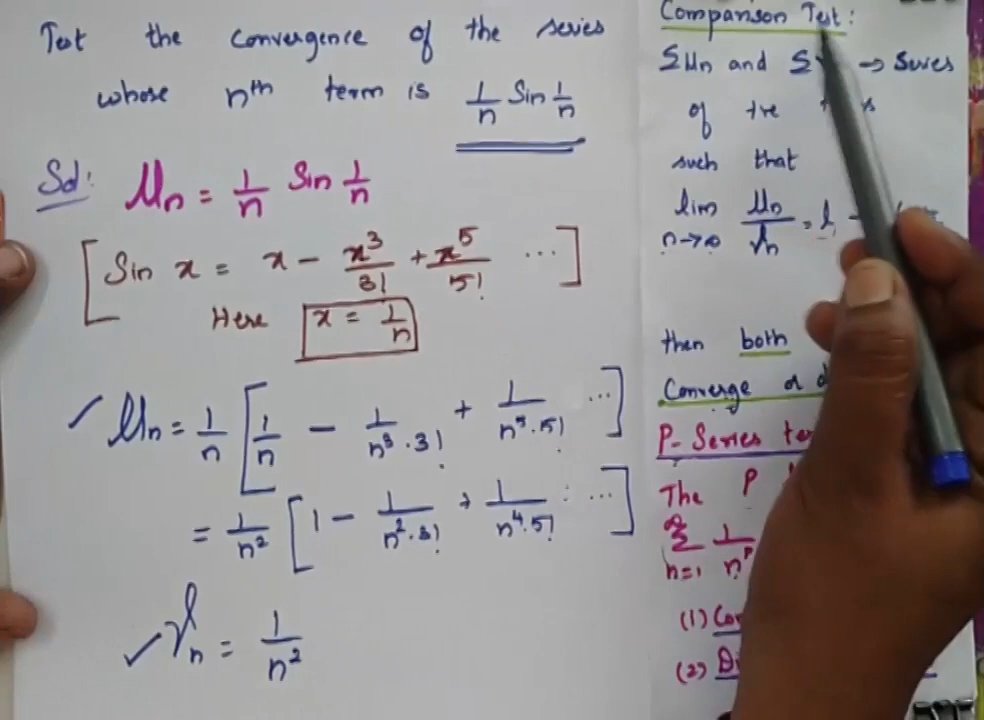 Test the convergence of the series
whose nth term is 1/n Sin 1/n
Sol: Un = 1/n Sin 1/n
[Sin x = x - x³/3! + x⁵/5! ...]
Here x = 1/n
✓ Un = 1/n [1/n - 1/n³·3! + 1/n⁵·5! ...]
= 1/n² [1 - 1/n²·3! + 1/n⁴·5! ...]
✓ Vn = 1/n²
Comparison Test:
ΣUn and Σ → Series
of +ve
such that
lim n→∞ Un/Vn = l
then both
Converge or
P-Series
The P
∞ Σ n=1 1/nᵖ
(1)
(2)